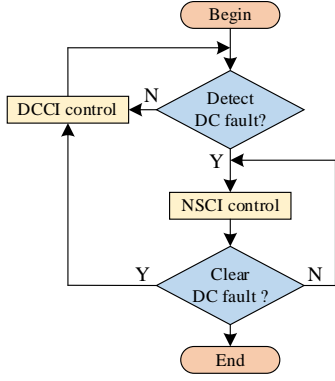 Begin
Detect
DC fault?
N
DCCI control
Y
NSCI control
Clear
DC fault ?
Y
N
End